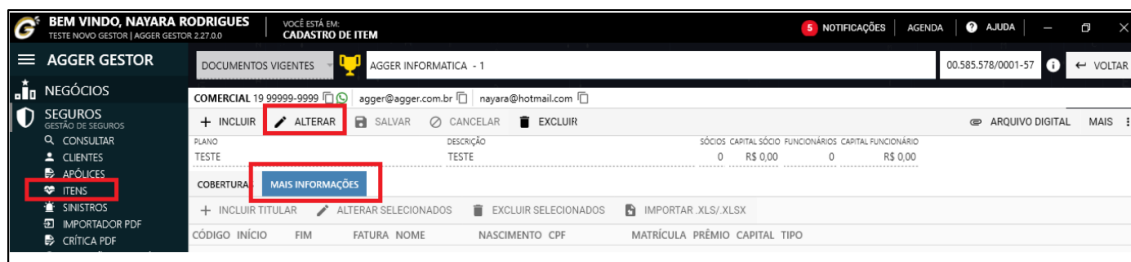 BEM VINDO, NAYARA RODRIGUES
TESTE NOVO GESTOR | AGGER GESTOR 2.27.0.0
VOCÊ ESTÁ EM:
CADASTRO DE ITEM
5 NOTIFICAÇÕES AGENDA ? AJUDA
AGGER GESTOR
DOCUMENTOS VIGENTES AGGER INFORMATICA - 1 00.585.578/0001-57 VOLTAR
NEGÓCIOS
COMERCIAL 19 99999-9999 agger@agger.com.br nayara@hotmail.com
SEGUROS
GESTÃO DE SEGUROS
+ INCLUIR ALTERAR SALVAR CANCELAR EXCLUIR ARQUIVO DIGITAL MAIS
CONSULTAR
PLANO DESCRIÇÃO SÓCIOS CAPITAL SÓCIO FUNCIONÁRIOS CAPITAL FUNCIONÁRIO
CLIENTES
TESTE TESTE 0 R$ 0,00 0 R$ 0,00
APÓLICES
ITENS
COBERTURAS MAIS INFORMAÇÕES
SINISTROS
+ INCLUIR TITULAR ALTERAR SELECIONADOS EXCLUIR SELECIONADOS IMPORTAR .XLS/.XLSX
IMPORTADOR PDF
CRÍTICA PDF
CÓDIGO INÍCIO FIM FATURA NOME NASCIMENTO CPF MATRÍCULA PRÊMIO CAPITAL TIPO